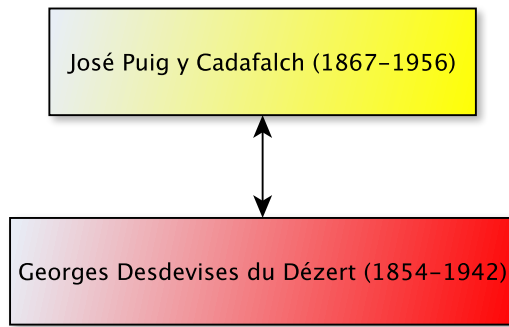 José Puig y Cadafalch (1867-1956)
Georges Desdevises du Dézert (1854-1942)